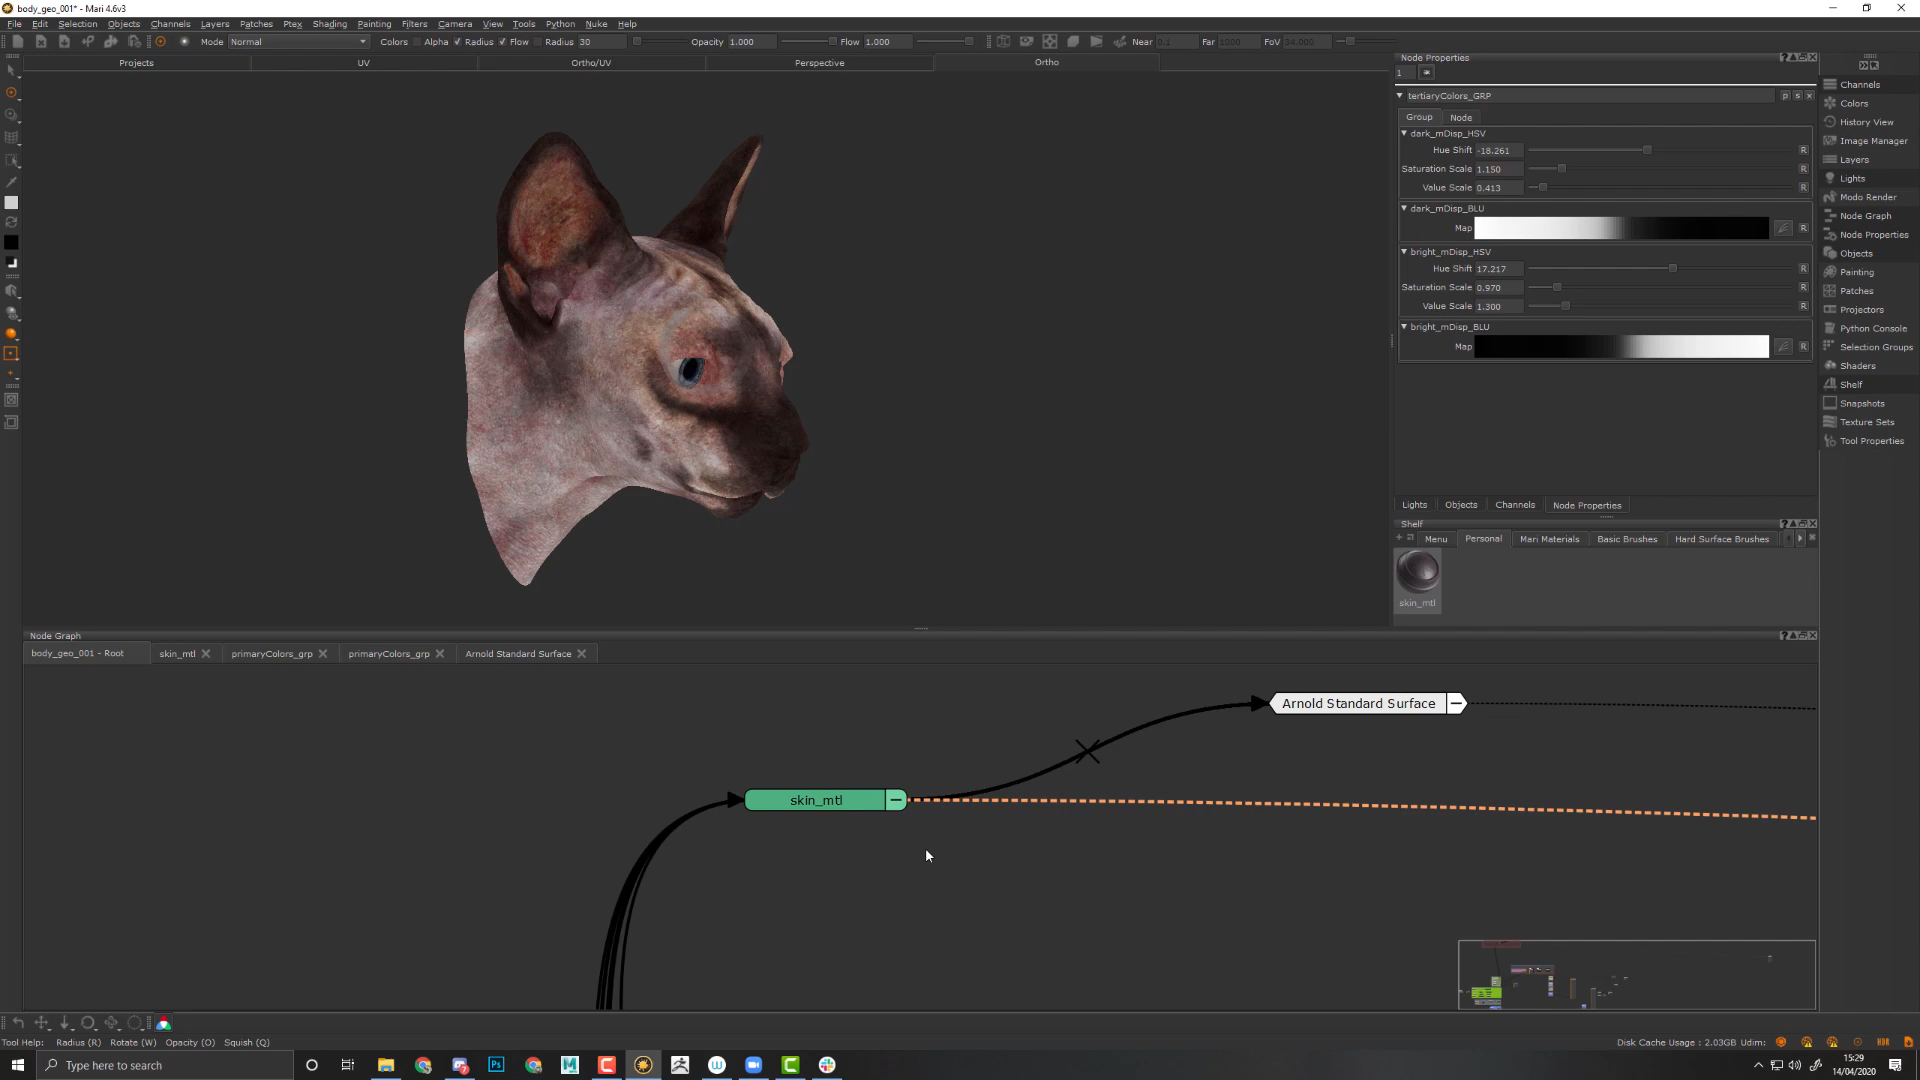 body_geo_001* - Mari 4.6v3
File Edit Selection Objects Channels Layers Patches Ptex Shading Painting Filters Camera View Tools Python Nuke Help
Mode Normal Colors Alpha Radius Flow Radius 30 Opacity 1.000 Flow 1.000 Near 0.1 Far 1000 FoV 34.000
Projects UV Ortho/UV Perspective Ortho
Node Properties
1
tertiaryColors_GRP p s
Group Node
dark_mDisp_HSV
Hue Shift -18.261 R
Saturation Scale 1.150 R
Value Scale 0.413 R
dark_mDisp_BLU
Map R
bright_mDisp_HSV
Hue Shift 17.217 R
Saturation Scale 0.970 R
Value Scale 1.300 R
bright_mDisp_BLU
Map R
Channels
Colors
History View
Image Manager
Layers
Lights
Modo Render
Node Graph
Node Properties
Objects
Painting
Patches
Projectors
Python Console
Selection Groups
Shaders
Shelf
Snapshots
Texture Sets
Tool Properties
Lights Objects Channels Node Properties
Shelf
Menu Personal Mari Materials Basic Brushes Hard Surface Brushes
skin_mtl
Node Graph
body_geo_001 - Root skin_mtl primaryColors_grp primaryColors_grp Arnold Standard Surface
Arnold Standard Surface
skin_mtl
Tool Help: Radius (R) Rotate (W) Opacity (O) Squish (Q)
Disk Cache Usage : 2.03GB Udim:
Type here to search
15:29
14/04/2020